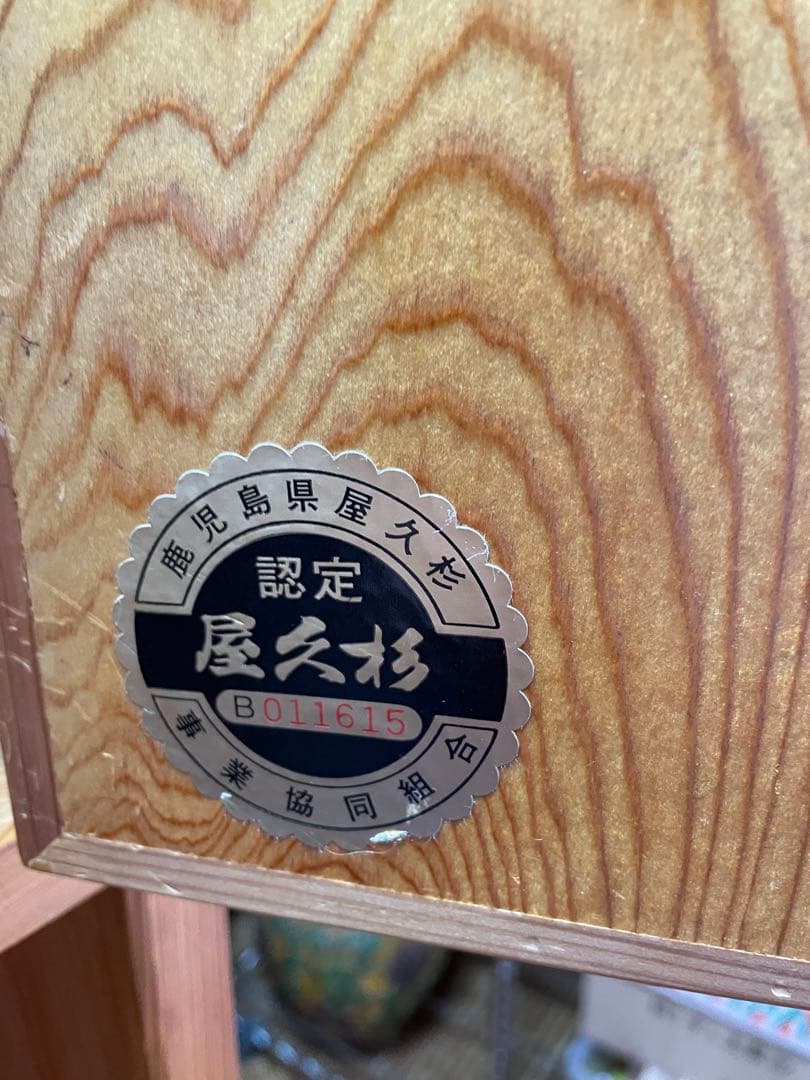 鹿児島県屋久杉
認定
屋久杉
B011615
事業協同組合